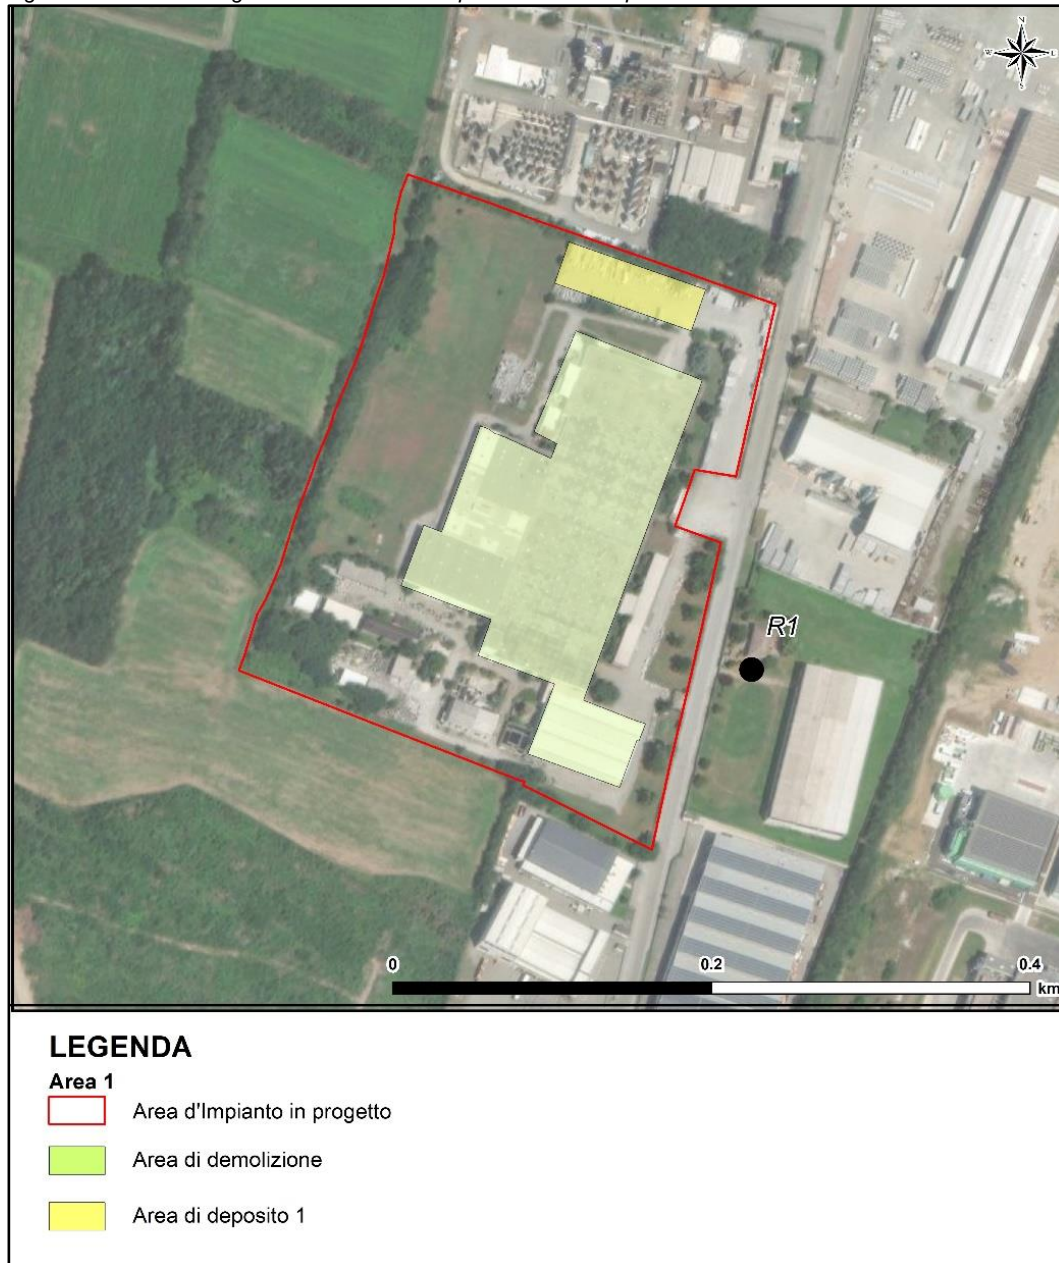 N
W
S
R1
0 0.2 0.4
km
LEGENDA
Area 1
Area d'Impianto in progetto
Area di demolizione
Area di deposito 1